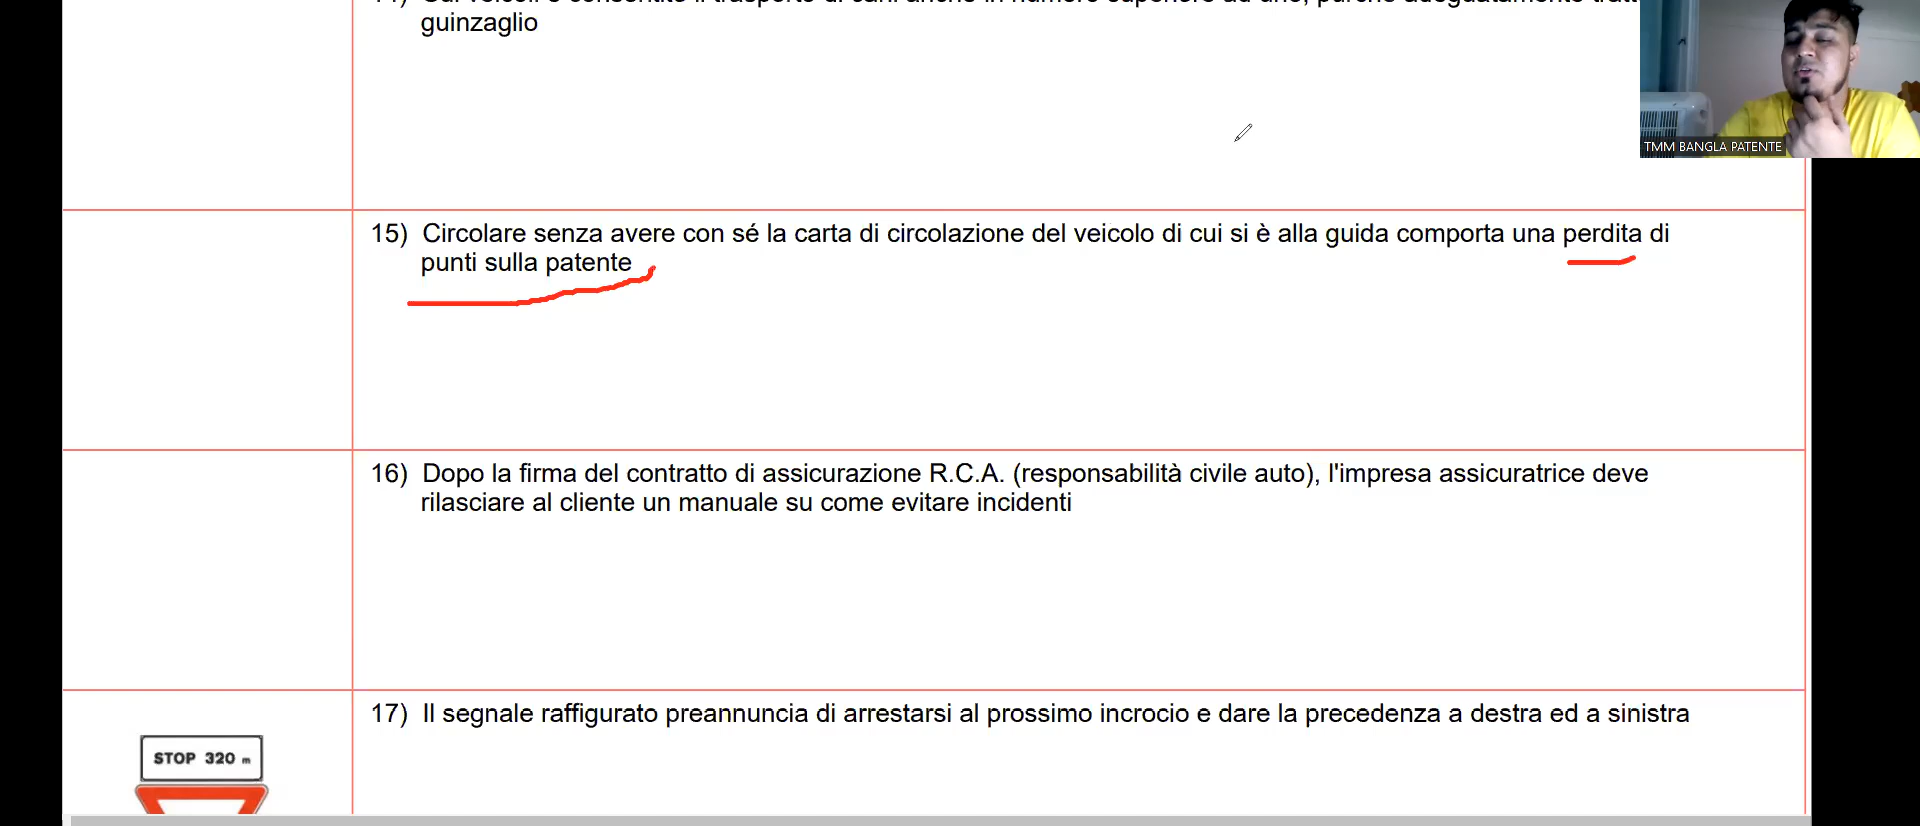 guinzaglio
TMM BANGLA PATENTE
15) Circolare senza avere con sé la carta di circolazione del veicolo di cui si è alla guida comporta una perdita di
punti sulla patente
16) Dopo la firma del contratto di assicurazione R.C.A. (responsabilità civile auto), l'impresa assicuratrice deve
rilasciare al cliente un manuale su come evitare incidenti
17) Il segnale raffigurato preannuncia di arrestarsi al prossimo incrocio e dare la precedenza a destra ed a sinistra
STOP 320 m